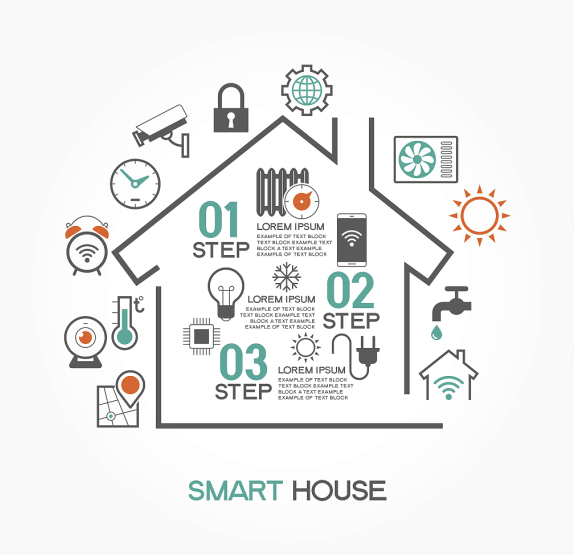 01
STEP
LOREM IPSUM
EXAMPLE OF TEXT BLOCK
TEXT BLOCK EXAMPLE TEXT
BLOCK A TEXT EXAMPLE
EXAMPLE OF TEXT BLOCK
02
STEP
LOREM IPSUM
EXAMPLE OF TEXT BLOCK
TEXT BLOCK EXAMPLE TEXT
BLOCK A TEXT EXAMPLE
EXAMPLE OF TEXT BLOCK
03
STEP
LOREM IPSUM
EXAMPLE OF TEXT BLOCK
TEXT BLOCK EXAMPLE TEXT
BLOCK A TEXT EXAMPLE
EXAMPLE OF TEXT BLOCK
t°
SMART HOUSE